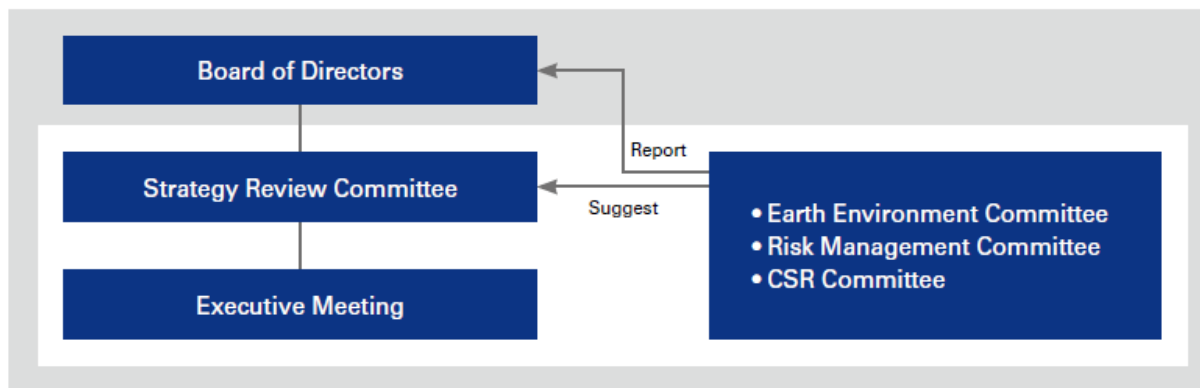 Board of Directors
Report
Strategy Review Committee
Suggest
• Earth Environment Committee
• Risk Management Committee
• CSR Committee
Executive Meeting